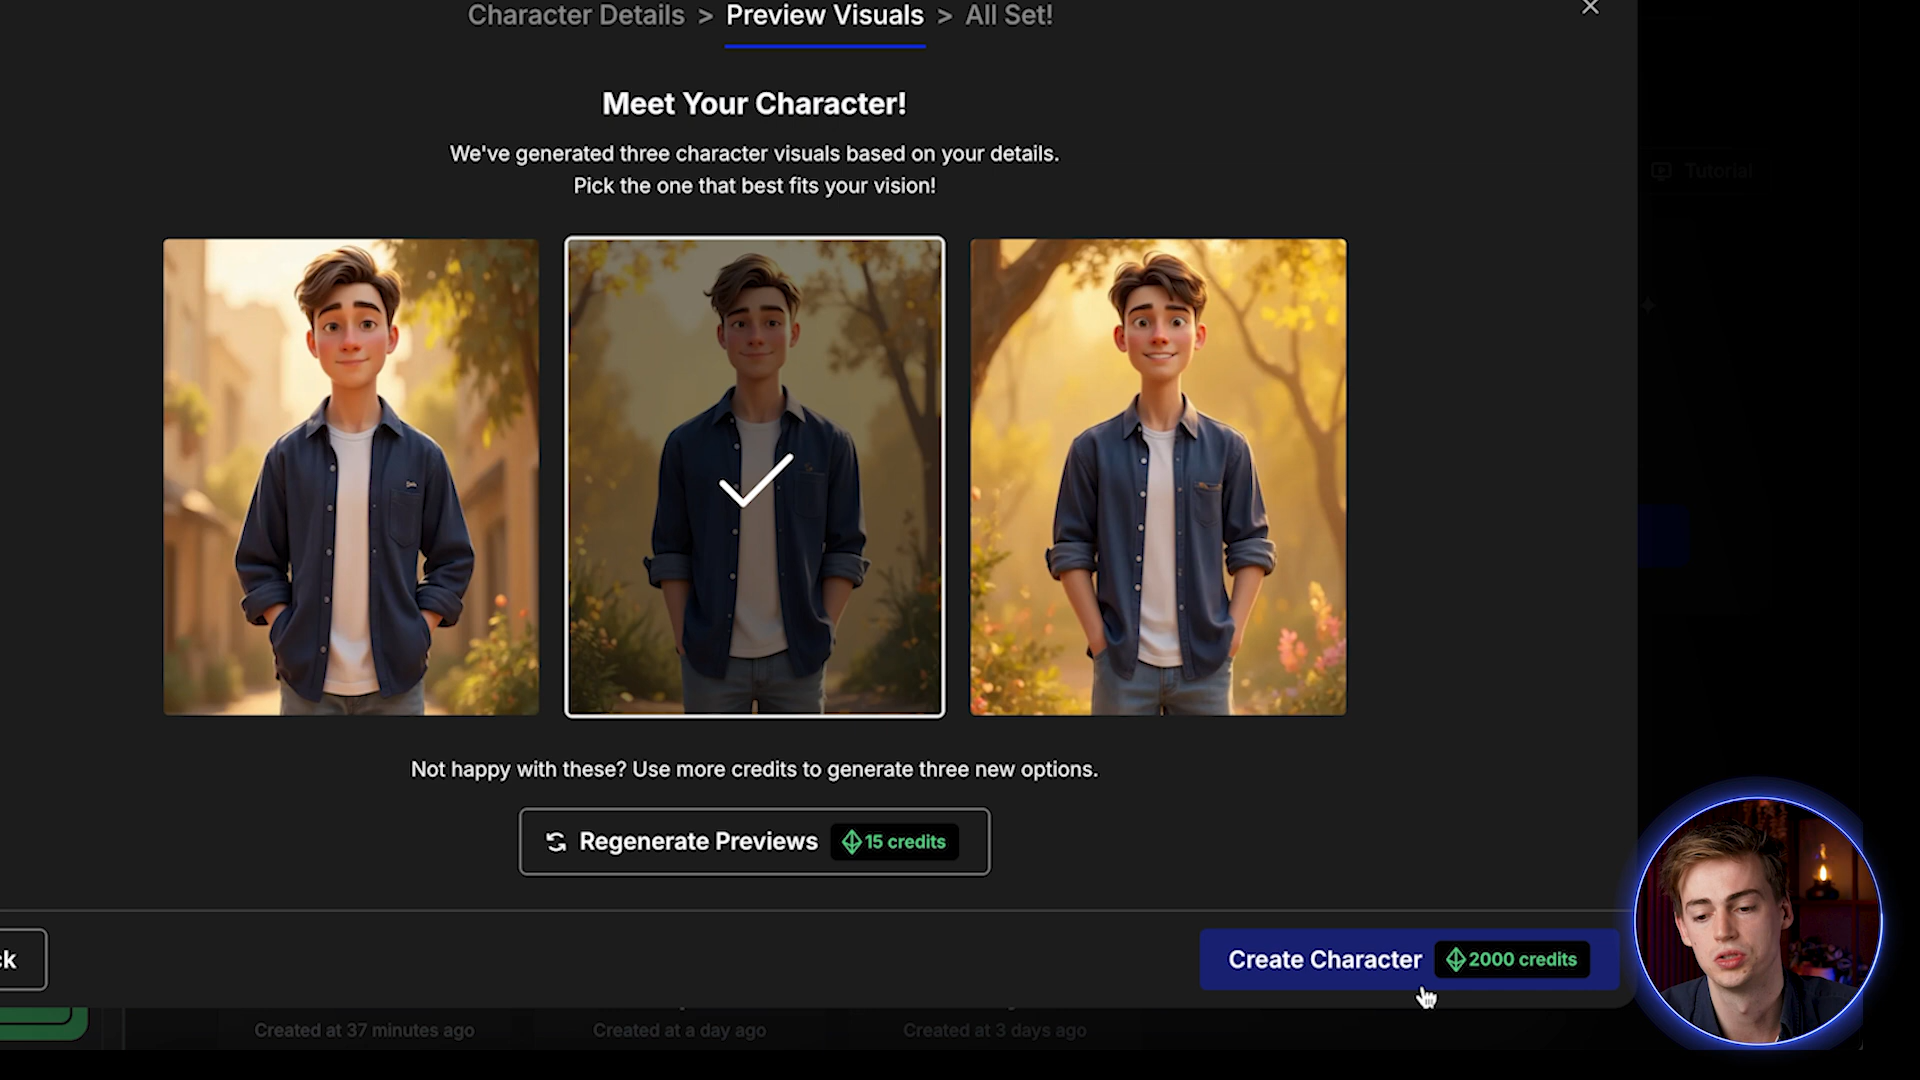 Character Details > Preview Visuals > All Set!
Meet Your Character!
We've generated three character visuals based on your details.
Pick the one that best fits your vision!
Tutorial
Not happy with these? Use more credits to generate three new options.
Regenerate Previews 15 credits
ck
Create Character 2000 credits
Created at 37 minutes ago
Created at a day ago
Created at 3 days ago